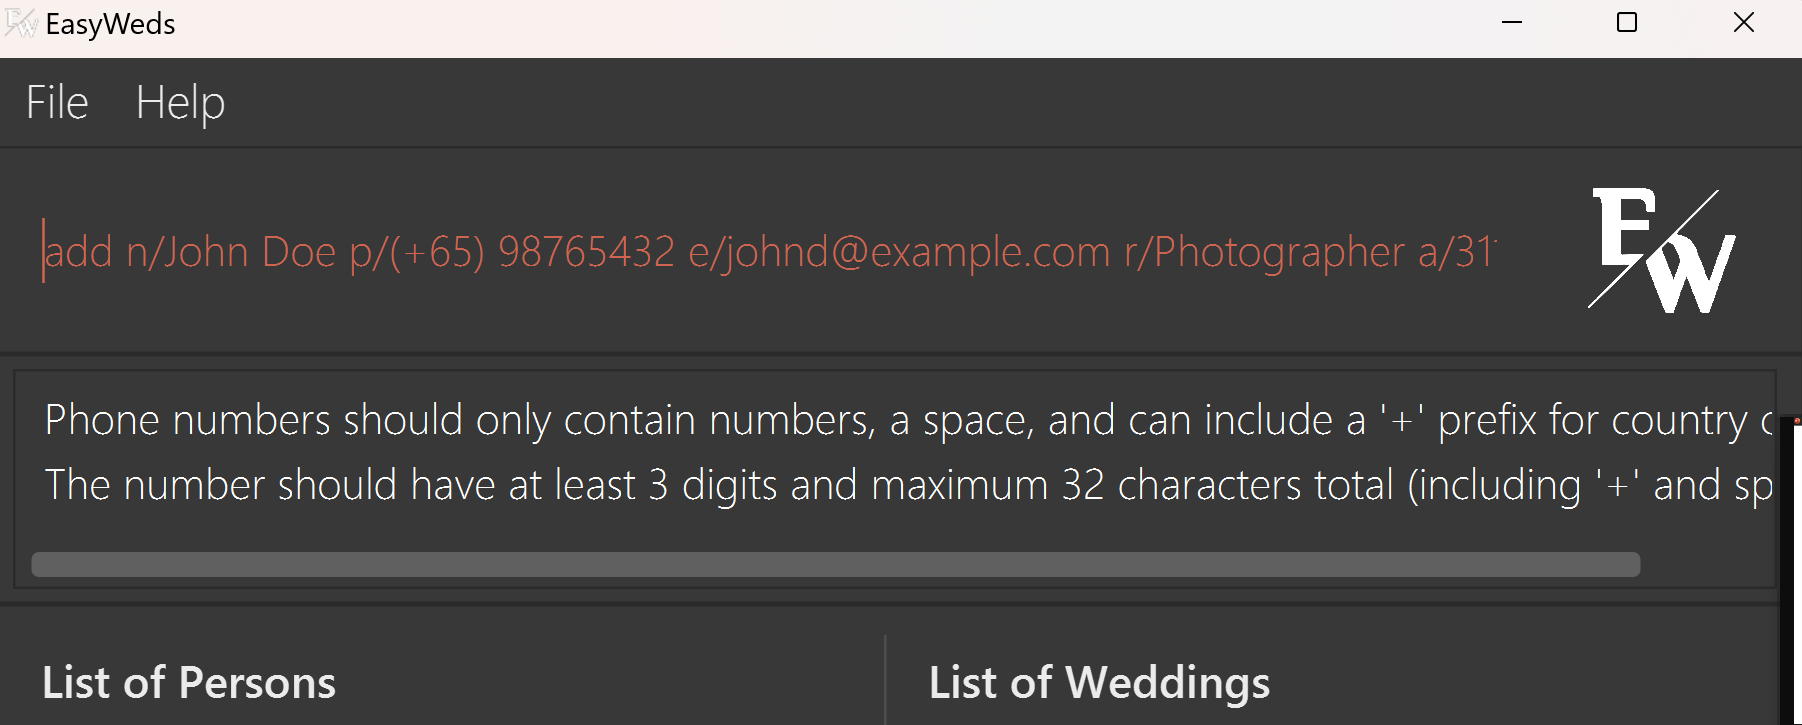 EasyWeds
File Help
add n/John Doe p/(+65) 98765432 e/johnd@example.com r/Photographer a/311
EW
Phone numbers should only contain numbers, a space, and can include a '+' prefix for country
The number should have at least 3 digits and maximum 32 characters total (including '+' and sp
List of Persons
List of Weddings